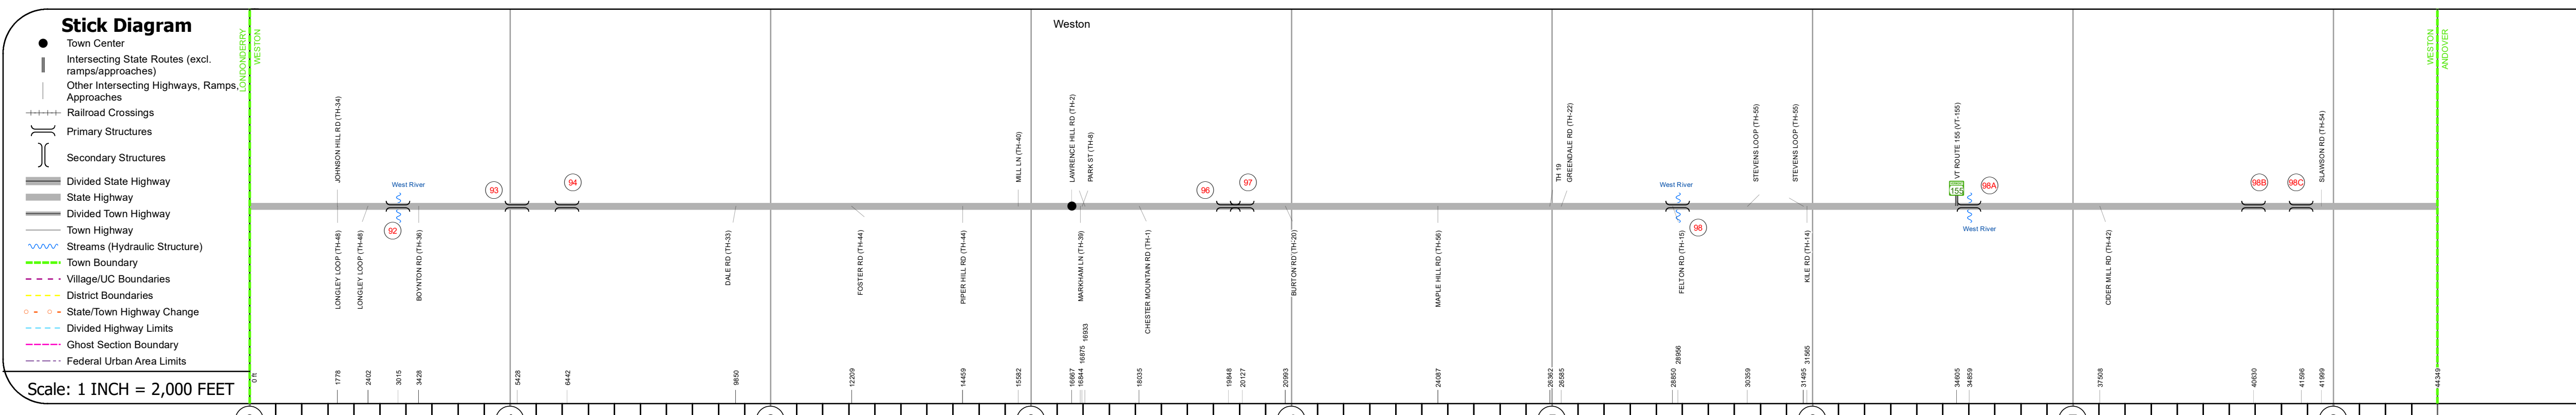 Stick Diagram
Town Center
Intersecting State Routes (excl.
ramps/approaches)
Other Intersecting Highways, Ramps,
Approaches
Railroad Crossings
Primary Structures
Secondary Structures
Divided State Highway
State Highway
Divided Town Highway
Town Highway
Streams (Hydraulic Structure)
Town Boundary
Village/UC Boundaries
District Boundaries
State/Town Highway Change
Divided Highway Limits
Ghost Section Boundary
Federal Urban Area Limits
Scale: 1 INCH = 2,000 FEET
Weston
LONDONDERRY
WESTON
WESTON
ANDOVER
JOHNSON HILL RD (TH-34)
MILL LN (TH-40)
LAWRENCE HILL RD (TH-2)
PARK ST (TH-8)
TH 19
GREENDALE RD (TH-22)
STEVENS LOOP (TH-55)
STEVENS LOOP (TH-55)
VT ROUTE 155 (VT-155)
SLAWSON RD (TH-54)
West River
93
94
96
97
West River
155
98A
98B
98C
92
98
West River
LONGLEY LOOP (TH-48)
LONGLEY LOOP (TH-48)
BOYNTON RD (TH-36)
DALE RD (TH-33)
FOSTER RD (TH-44)
PIPER HILL RD (TH-44)
MARKHAM LN (TH-39)
CHESTER MOUNTAIN RD (TH-1)
BURTON RD (TH-20)
MAPLE HILL RD (TH-56)
FELTON RD (TH-15)
KILE RD (TH-14)
CIDER MILL RD (TH-42)
0 ft
1778
2402
3015
3428
5428
6442
9850
12209
14459
15582
16667
16844
16875
16933
18035
19848
20127
20993
24087
26362
26585
28850
28956
30359
31495
31565
34605
34859
37508
41596
41999
44349